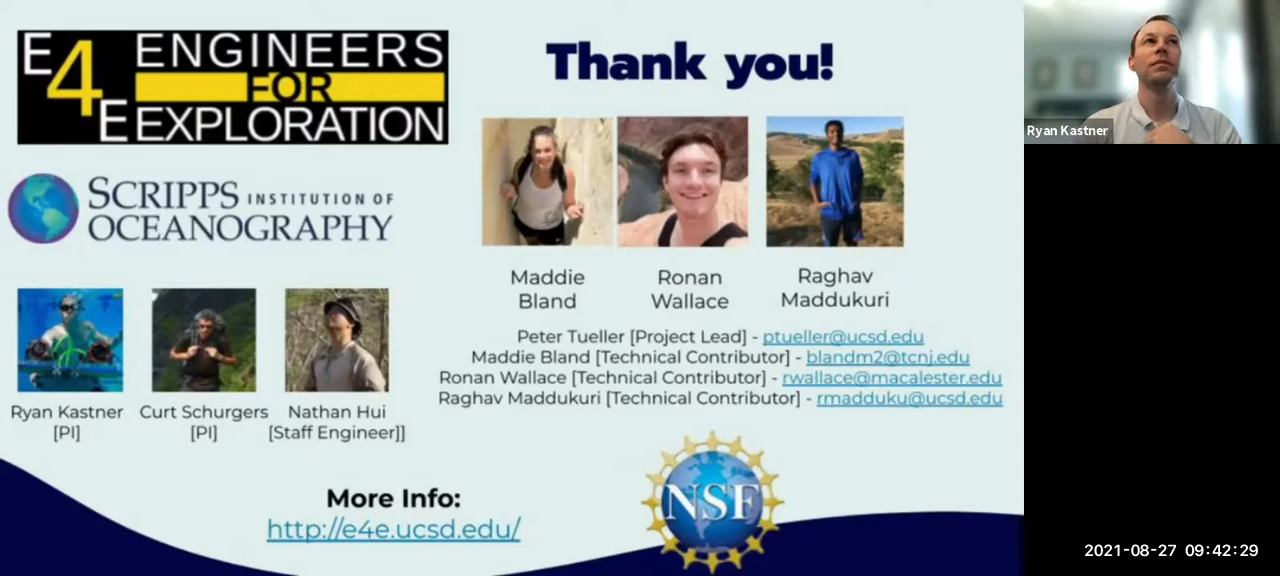 E4E ENGINEERS
FOR
EXPLORATION
Thank you!
Ryan Kastner
SCRIPPS INSTITUTION OF
OCEANOGRAPHY
Maddie
Bland
Ronan
Wallace
Raghav
Maddukuri
Peter Tueller [Project Lead] - ptueller@ucsd.edu
Maddie Bland [Technical Contributor] - blandm2@tcnj.edu
Ronan Wallace [Technical Contributor] - rwallace@macalester.edu
Raghav Maddukuri [Technical Contributor] - rmadduku@ucsd.edu
Ryan Kastner
[PI]
Curt Schurgers
[PI]
Nathan Hui
[Staff Engineer]]
More Info:
http://e4e.ucsd.edu/
NSF
2021-08-27 09:42:29